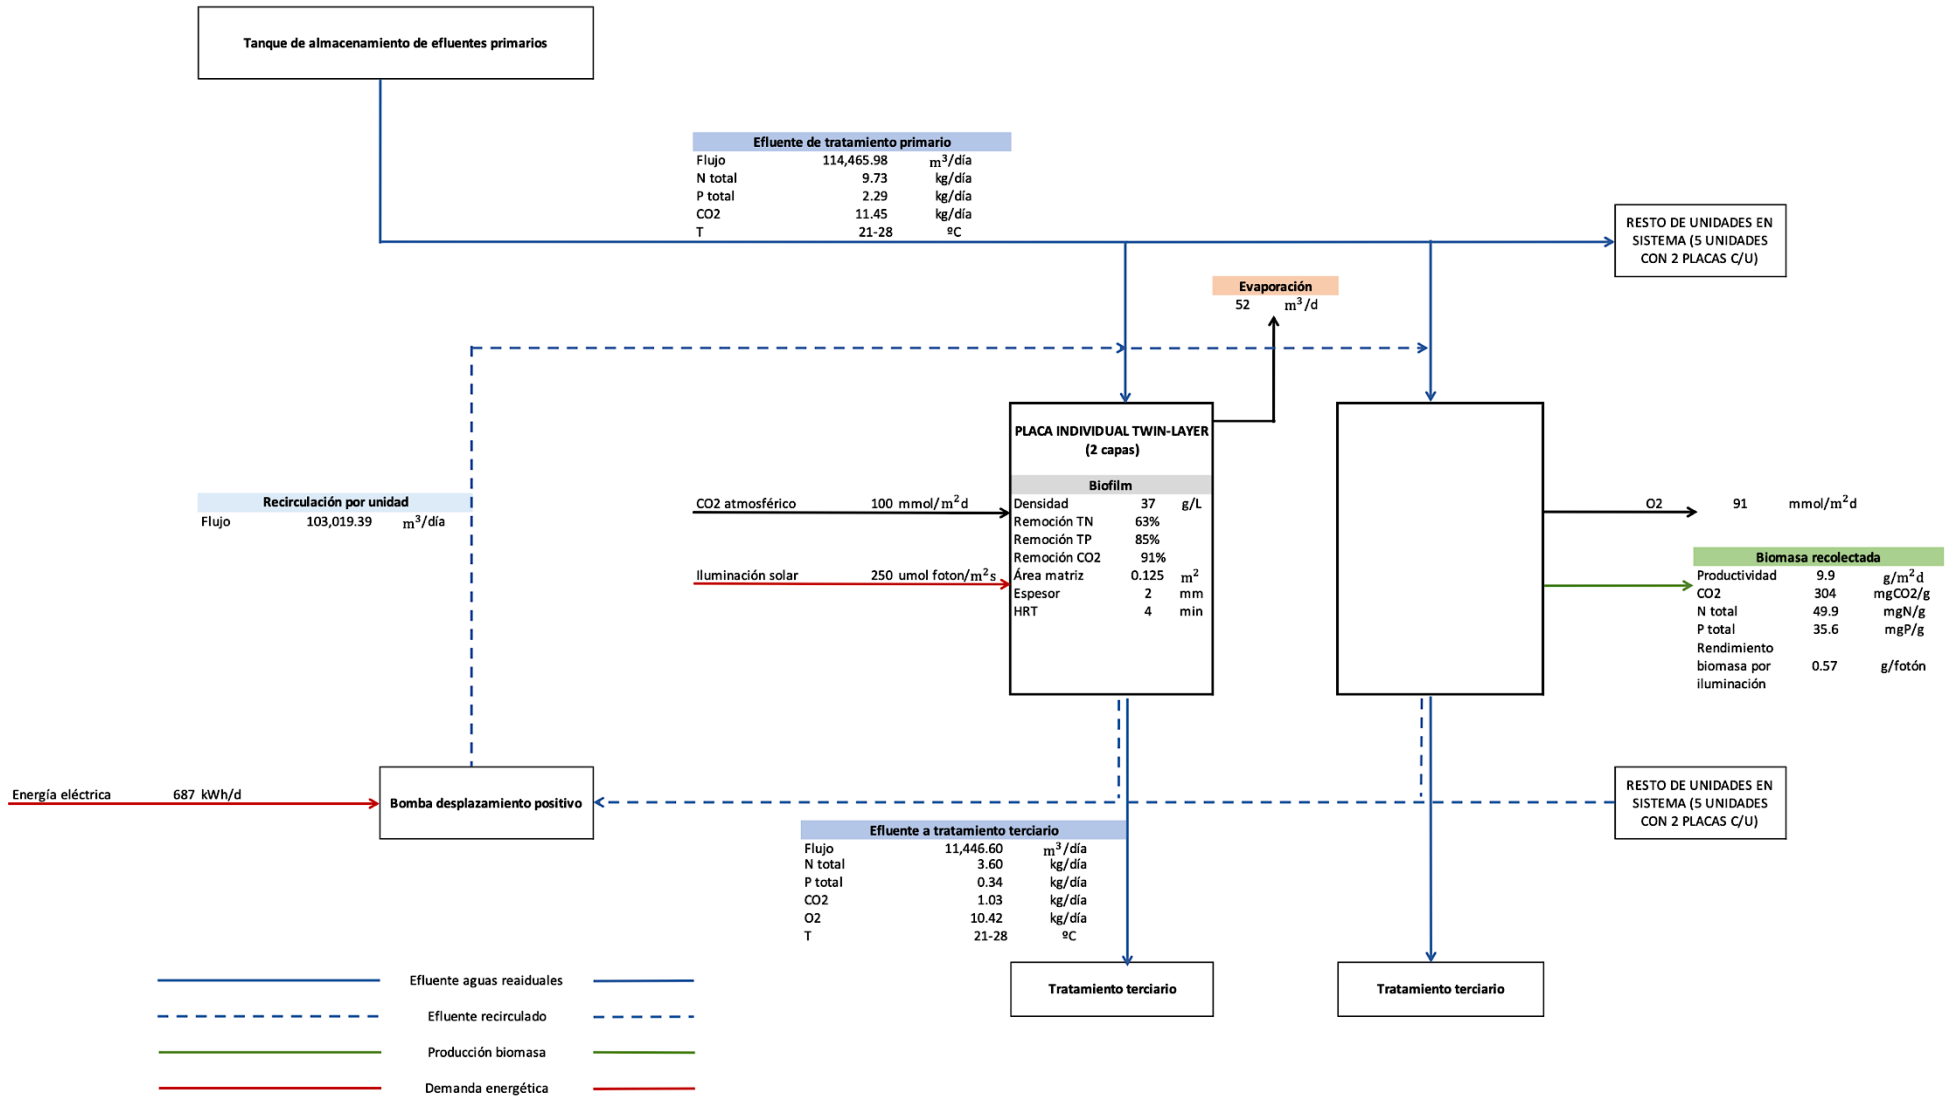 Tanque de almacenamiento de efluentes primarios
Efluente de tratamiento primario
Flujo 114,465.98 m³/día
N total 9.73 kg/día
P total 2.29 kg/día
CO2 11.45 kg/día
T 21-28 ºC
RESTO DE UNIDADES EN
SISTEMA (5 UNIDADES
CON 2 PLACAS C/U)
Evaporación
52 m³/d
PLACA INDIVIDUAL TWIN-LAYER
(2 capas)
Biofilm
Densidad 37 g/L
Remoción TN 63%
Remoción TP 85%
Remoción CO2 91%
Área matriz 0.125 m²
Espesor 2 mm
HRT 4 min
CO2 atmosférico 100 mmol/m²d
Iluminación solar 250 umol foton/m²s
Recirculación por unidad
Flujo 103,019.39 m³/día
O2 91 mmol/m²d
Biomasa recolectada
Productividad 9.9 g/m²d
CO2 304 mgCO2/g
N total 49.9 mgN/g
P total 35.6 mgP/g
Rendimiento
biomasa por 0.57 g/fotón
iluminación
Energía eléctrica 687 kWh/d
Bomba desplazamiento positivo
RESTO DE UNIDADES EN
SISTEMA (5 UNIDADES
CON 2 PLACAS C/U)
Efluente a tratamiento terciario
Flujo 11,446.60 m³/día
N total 3.60 kg/día
P total 0.34 kg/día
CO2 1.03 kg/día
O2 10.42 kg/día
T 21-28 ºC
Tratamiento terciario
Tratamiento terciario
Efluente aguas reaiduales
Efluente recirculado
Producción biomasa
Demanda energética